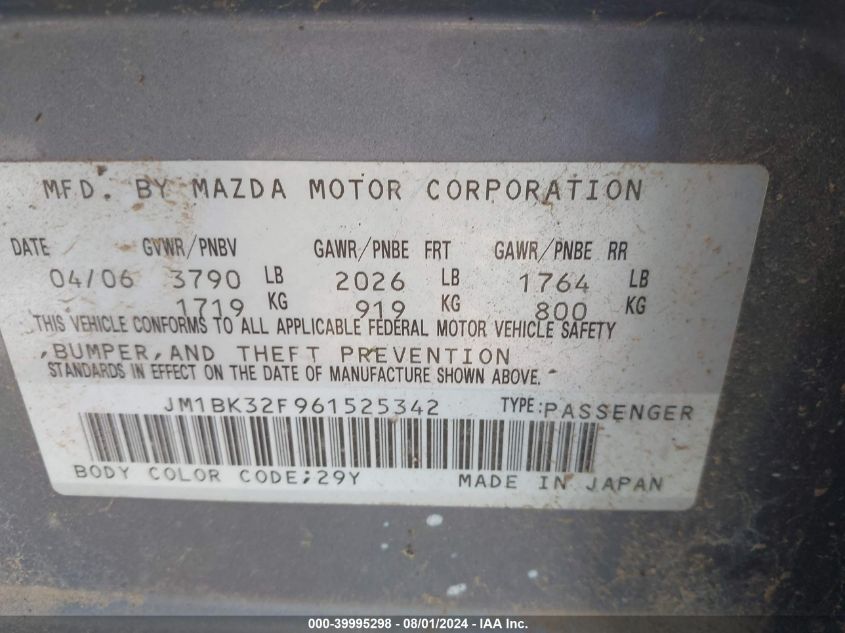 MFD. BY MAZDA MOTOR CORPORATION
DATE GVWR/PNBV GAWR/PNBE FRT GAWR/PNBE RR
04/06 3790 LB 2026 LB 1764 LB
1719 KG 919 KG 800 KG
THIS VEHICLE CONFORMS TO ALL APPLICABLE FEDERAL MOTOR VEHICLE SAFETY
,BUMPER,AND THEFT PREVENTION
STANDARDS IN EFFECT ON THE DATE OF MANUFACTURE SHOWN ABOVE.
JM1BK32F961525342 TYPE:PASSENGER
BODY COLOR CODE;29Y MADE IN JAPAN
000-39995298 - 08/01/2024 - IAA Inc.